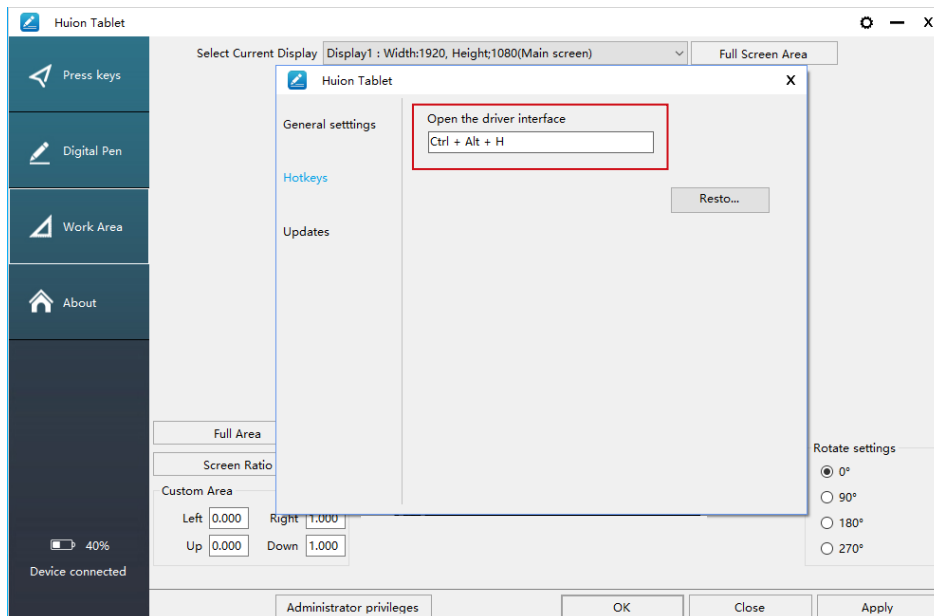 Huion Tablet
X
Press keys
Digital Pen
Work Area
About
40%
Device connected
Select Current Display Display1 : Width:1920, Height;1080(Main screen) Full Screen Area
Huion Tablet X
General setttings
Hotkeys
Updates
Open the driver interface
Ctrl + Alt + H
Resto...
Full Area
Screen Ratio
Custom Area
Left 0.000 Right 1.000
Up 0.000 Down 1.000
Rotate settings
0°
90°
180°
270°
Administrator privileges OK Close Apply